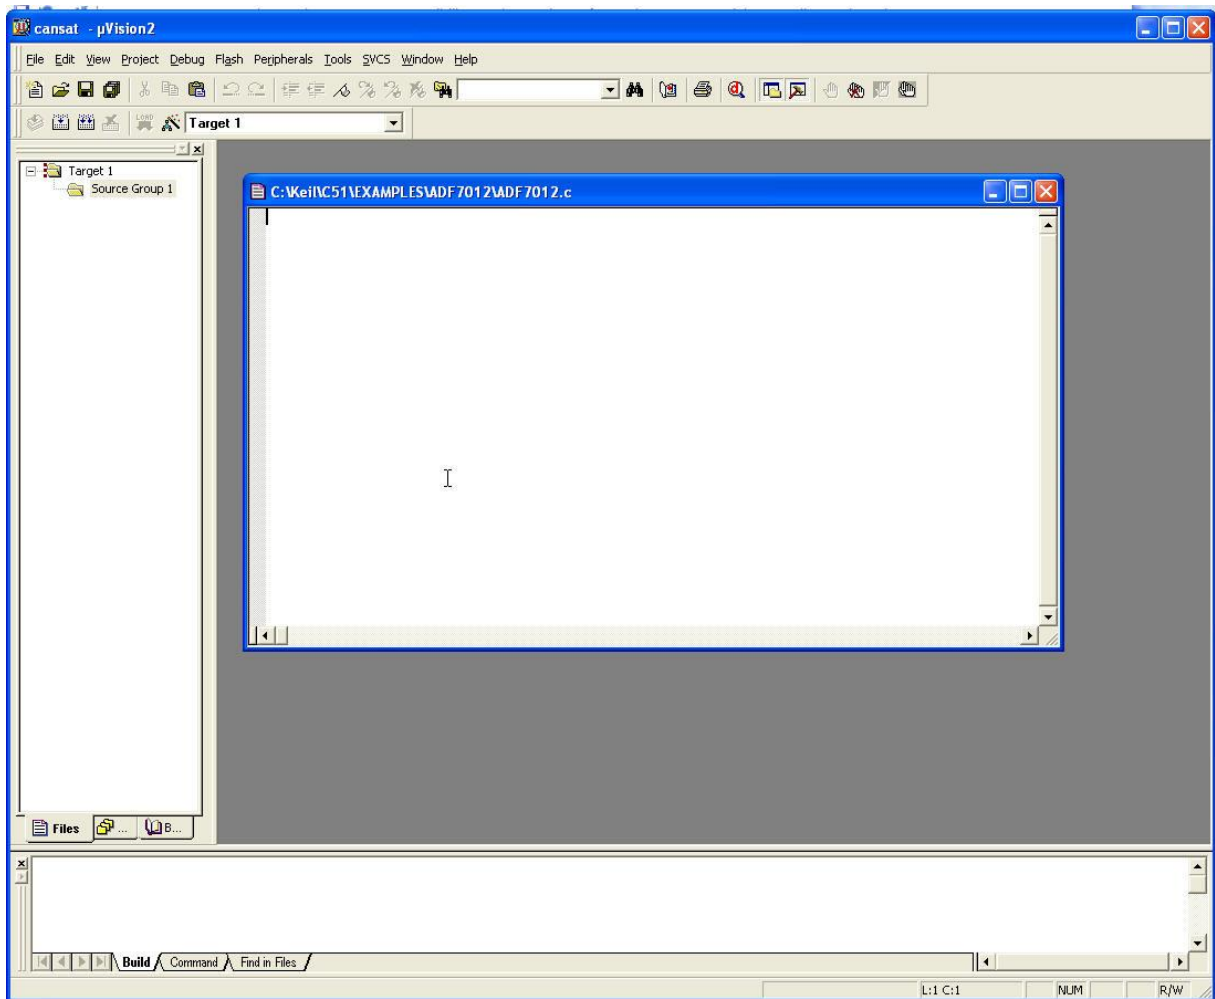 cansat - µVision2
File Edit View Project Debug Flash Peripherals Tools SVCS Window Help
LOAD Target 1
Target 1
Source Group 1
C:\Keil\C51\EXAMPLES\ADF7012\ADF7012.c
Files ... B...
Build Command Find in Files
L:1 C:1 NUM R/W